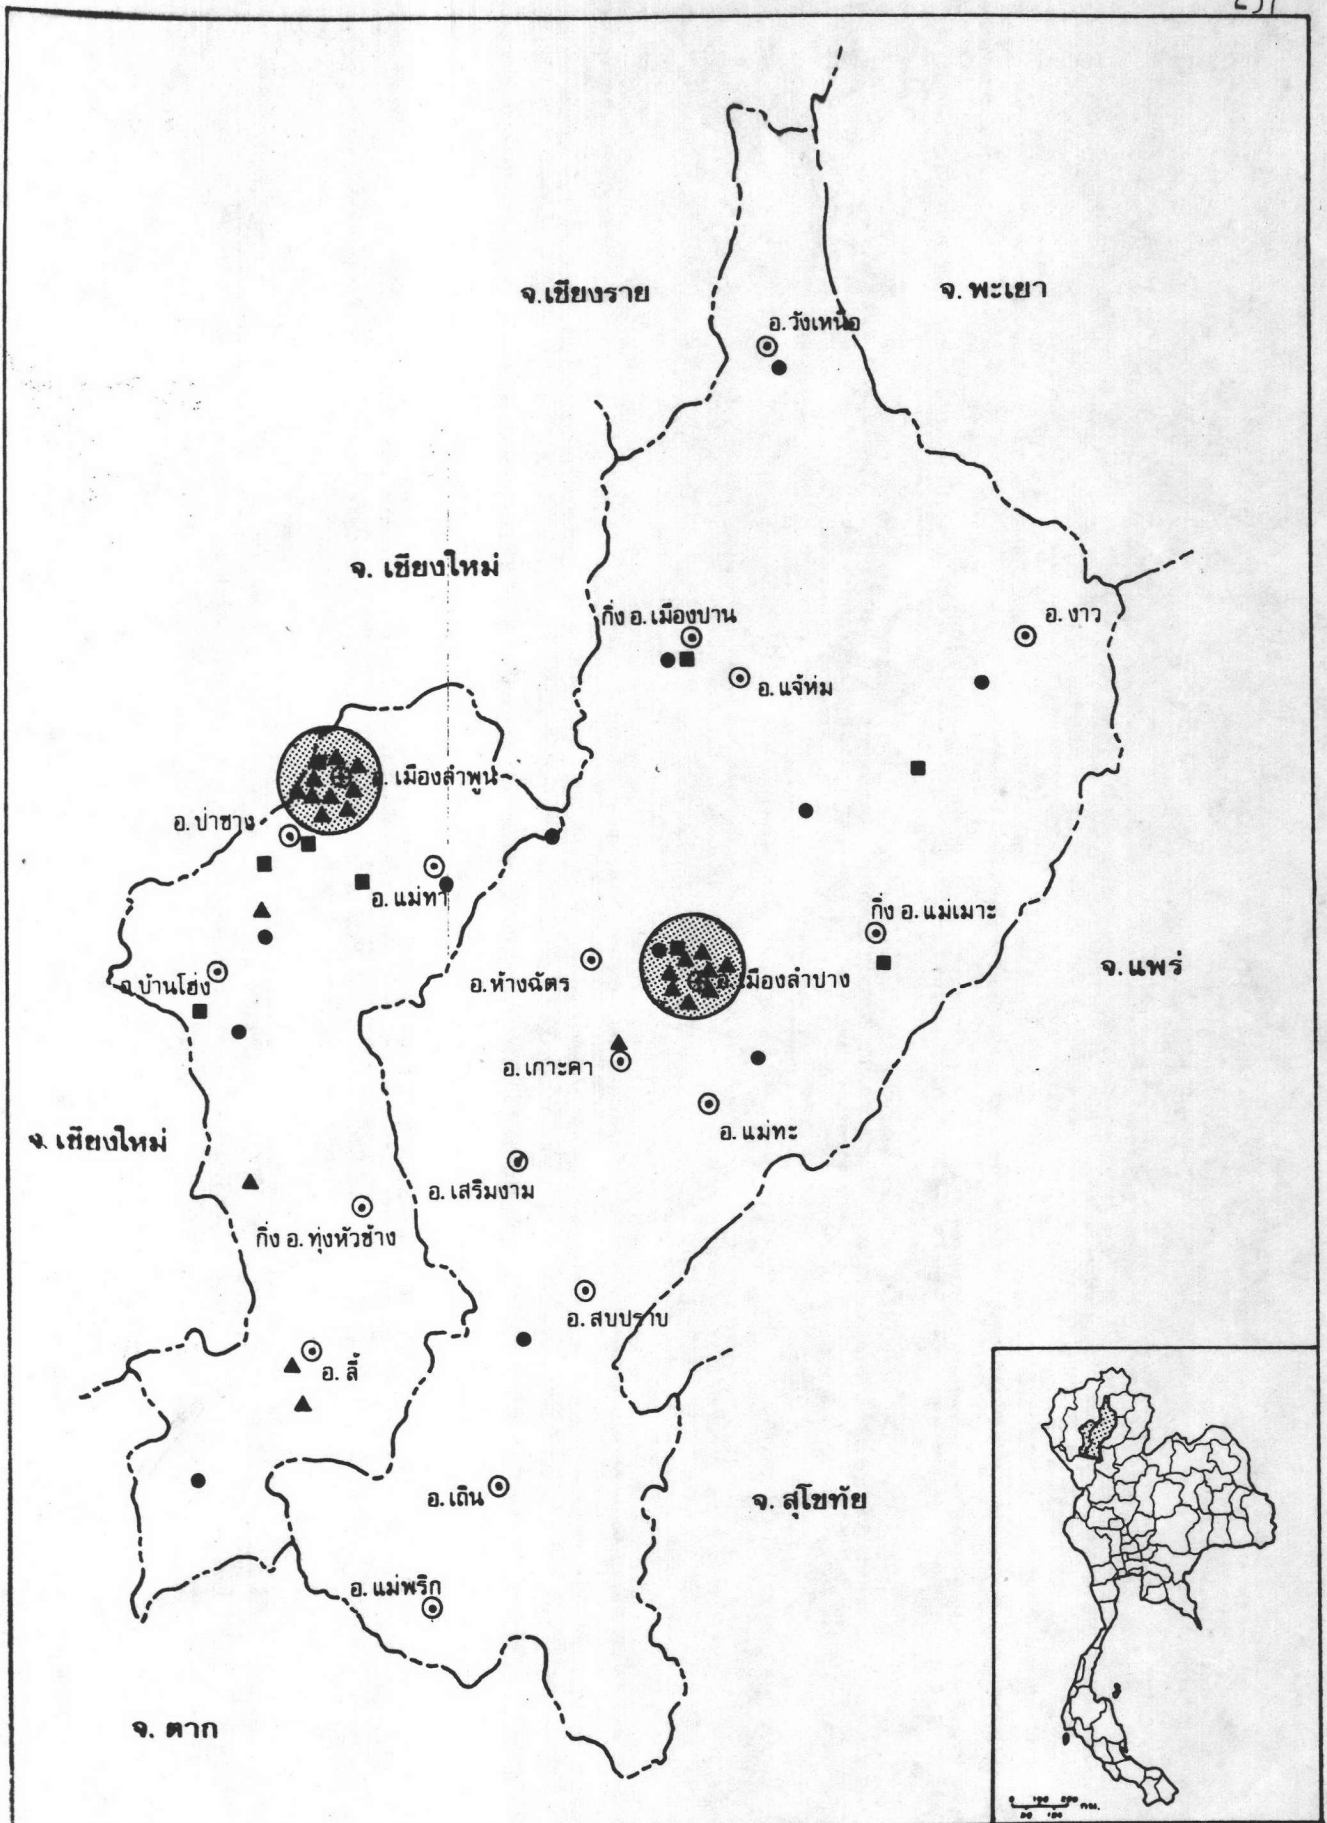 จ.เชียงราย
จ. พะเยา
อ. วังเหนือ
จ. เชียงใหม่
กิ่ง อ. เมืองปาน
อ. งาว
อ. แจ้ห่ม
อ. เมืองลำพูน
อ. ป่าซาง
อ. แม่ทา
กิ่ง อ. แม่เมาะ
อ. บ้านโฮ่ง
อ. ห้างฉัตร
อ. เมืองลำปาง
จ. แพร่
อ. เกาะคา
จ. เชียงใหม่
อ. แม่ทะ
อ. เสริมงาม
กิ่ง อ. ทุ่งหัวช้าง
อ. สบปราบ
อ. ลี้
อ. เถิน
จ. สุโขทัย
อ. แม่พริก
จ. ตาก
0 100 200 กม.
50 150